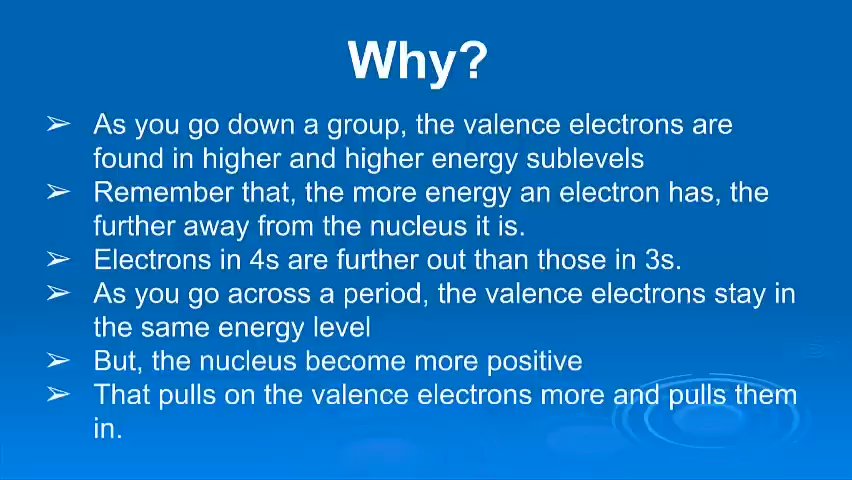 Why?
➢ As you go down a group, the valence electrons are
found in higher and higher energy sublevels
➢ Remember that, the more energy an electron has, the
further away from the nucleus it is.
➢ Electrons in 4s are further out than those in 3s.
➢ As you go across a period, the valence electrons stay in
the same energy level
➢ But, the nucleus become more positive
➢ That pulls on the valence electrons more and pulls them
in.